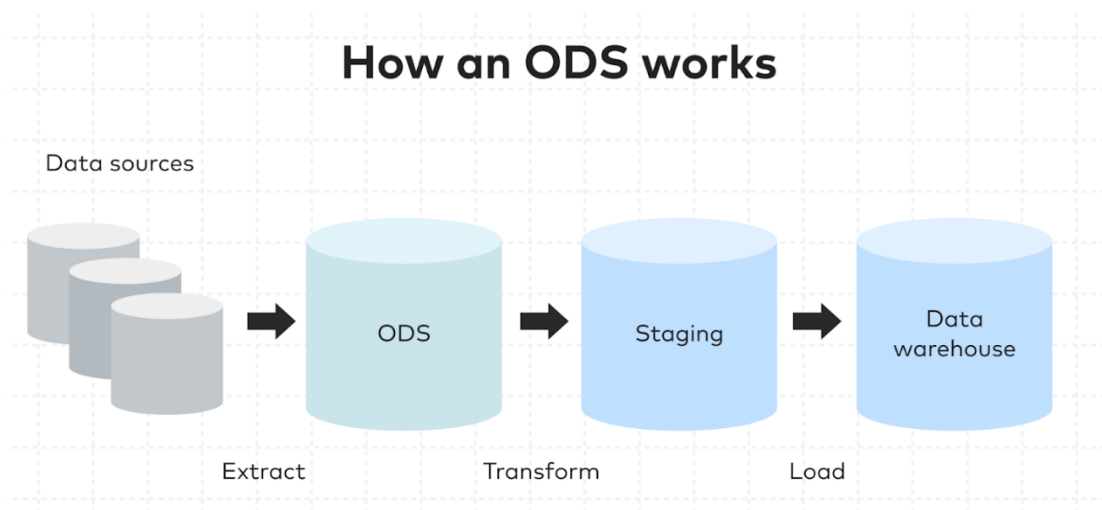 How an ODS works
Data sources
ODS
Staging
Data
warehouse
Extract
Transform
Load